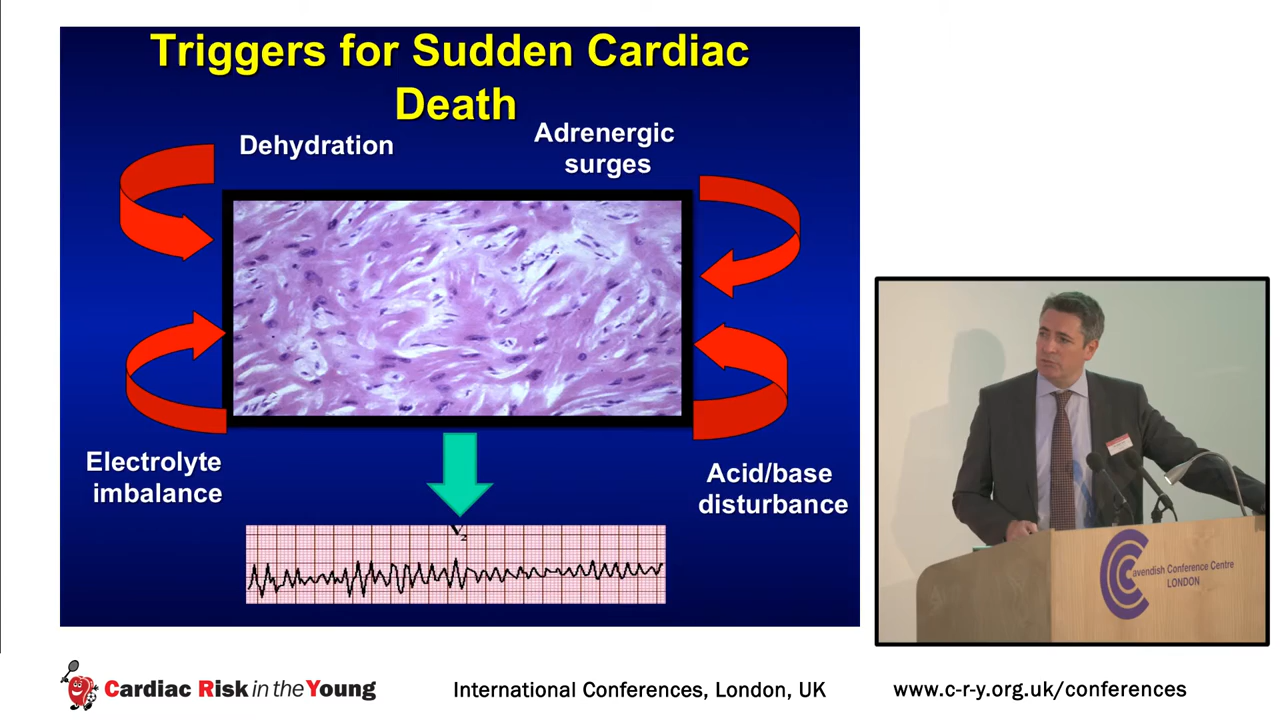 Triggers for Sudden Cardiac
Death
Dehydration
Adrenergic
surges
Electrolyte
imbalance
Acid/base
disturbance
V2
avendish Conference Centre
LONDON
Cardiac Risk in the Young
International Conferences, London, UK
www.c-r-y.org.uk/conferences